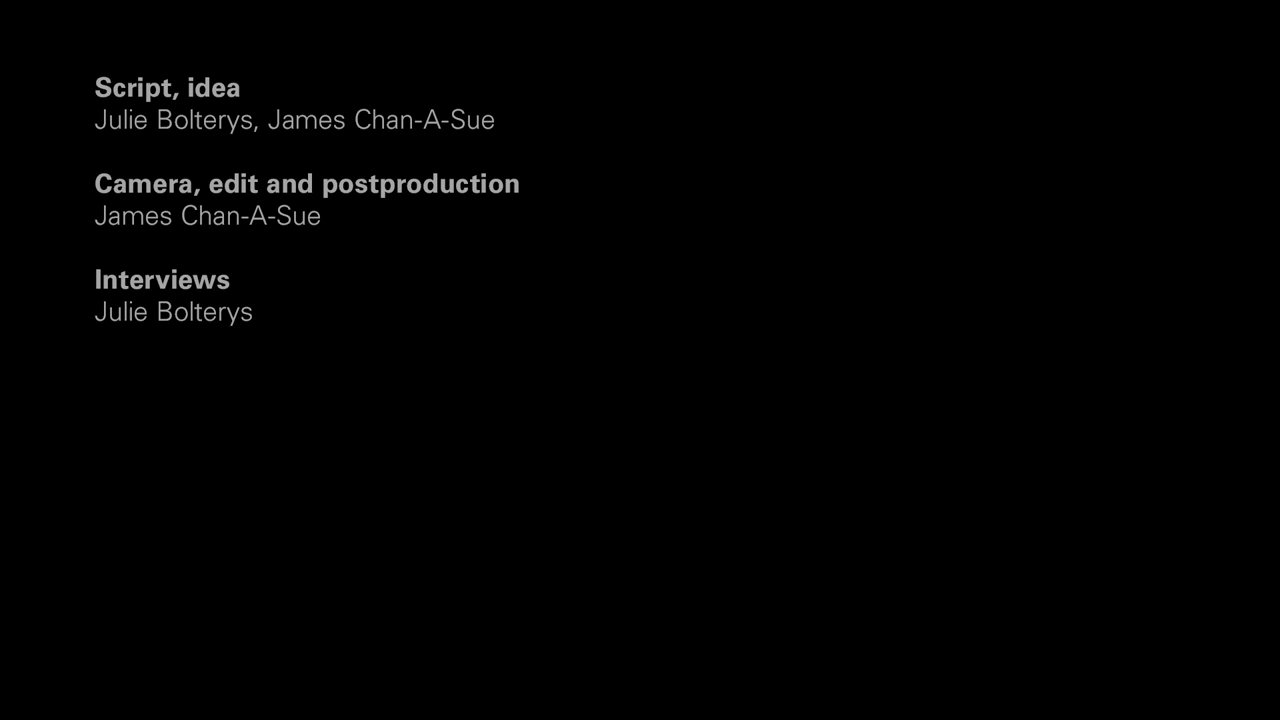 Script, idea
Julie Bolterys, James Chan-A-Sue
Camera, edit and postproduction
James Chan-A-Sue
Interviews
Julie Bolterys